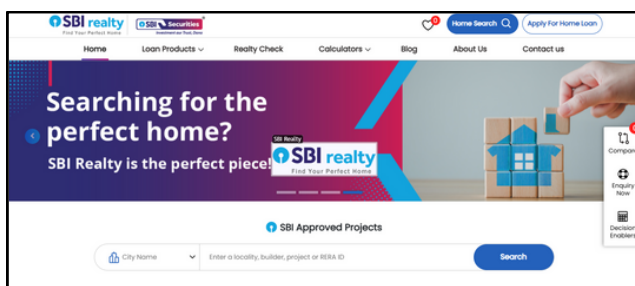 SBI realty
Find Your Perfect Home
SBI Securities
Investment our Trust, Done
0
Home Search
Apply For Home Loan
Home
Loan Products
Realty Check
Calculators
Blog
About Us
Contact us
Searching for the
perfect home?
SBI Realty is the perfect piece!
SBI Realty
SBI realty
Find Your Perfect Home
Compare
Enquiry
Now
Decision
Enablers
SBI Approved Projects
City Name
Enter a locality, builder, project or RERA ID
Search